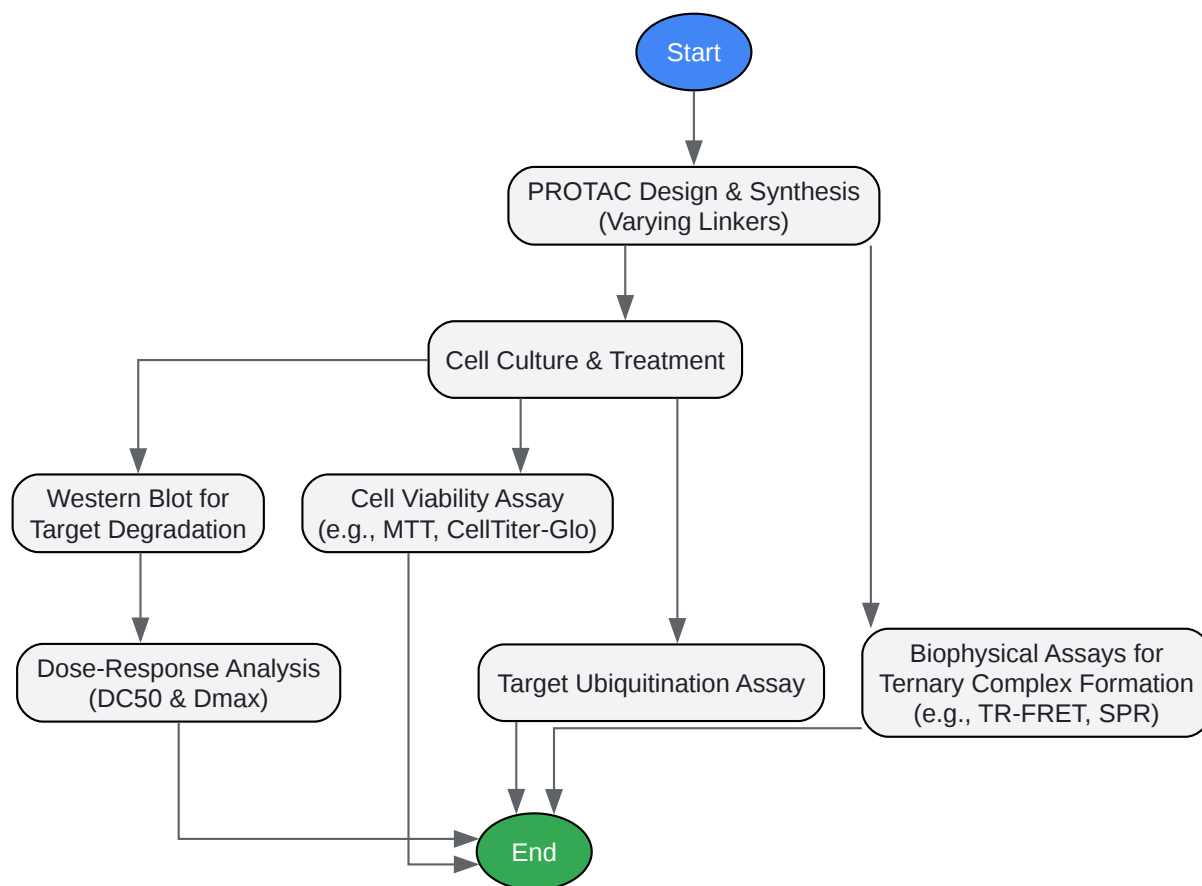 Start
PROTAC Design & Synthesis
(Varying Linkers)
Cell Culture & Treatment
Western Blot for
Target Degradation
Cell Viability Assay
(e.g., MTT, CellTiter-Glo)
Dose-Response Analysis
(DC50 & Dmax)
Target Ubiquitination Assay
Biophysical Assays for
Ternary Complex Formation
(e.g., TR-FRET, SPR)
End